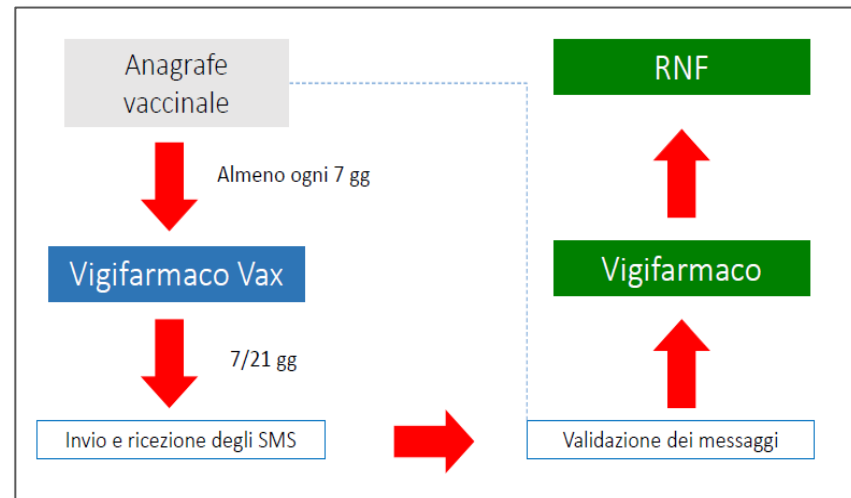 Anagrafe
vaccinale
Almeno ogni 7 gg
Vigifarmaco Vax
7/21 gg
Invio e ricezione degli SMS
Validazione dei messaggi
Vigifarmaco
RNF